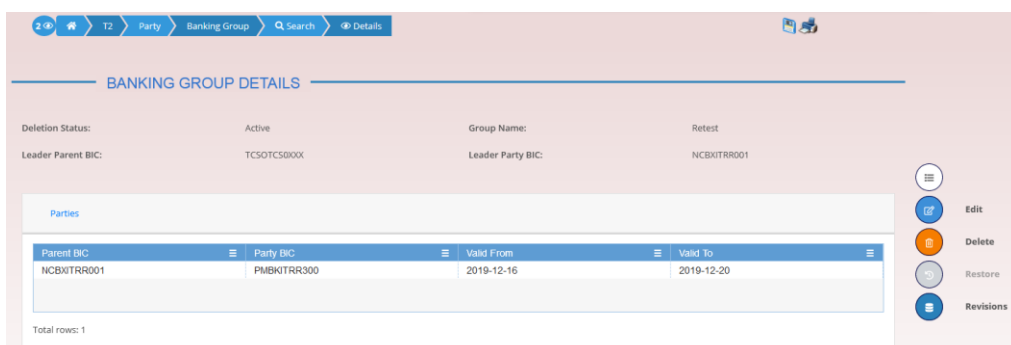 2 T2 Party Banking Group Search Details
BANKING GROUP DETAILS
Deletion Status: Active Group Name: Retest
Leader Parent BIC: TCSOTCS0XXX Leader Party BIC: NCBXITRR001
Parties
Edit
Parent BIC Party BIC Valid From Valid To
Delete
NCBXITRR001 PMBKITRR300 2019-12-16 2019-12-20
Restore
Revisions
Total rows: 1